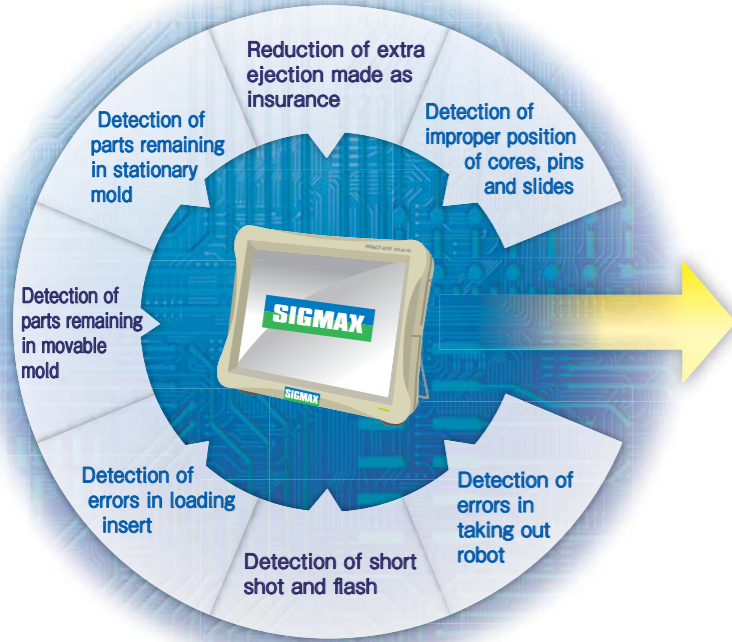 Reduction of extra
ejection made as
insurance
Detection of
improper position
of cores, pins
and slides
Detection of
parts remaining
in stationary
mold
Detection of
parts remaining
in movable
mold
Detection of
errors in loading
insert
Detection of short
shot and flash
Detection of
errors in
taking out
robot
SIGMAX
SIGMAX